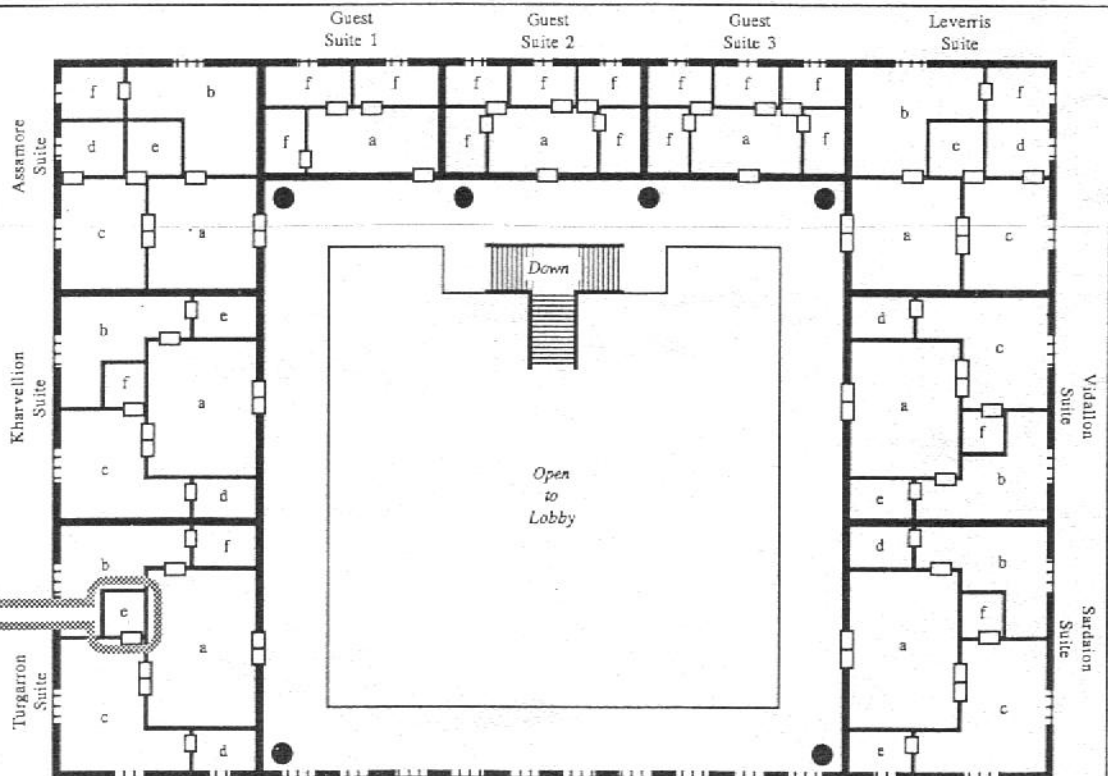 Guest
Suite 1
Guest
Suite 2
Guest
Suite 3
Leverris
Suite
Assamore
Suite
f
b
d
e
c
a
f
f
f
a
f
f
f
f
a
f
f
f
f
f
a
f
b
f
e
d
a
c
Down
Open
to
Lobby
Kharvellion
Suite
b
e
f
a
c
d
d
c
a
f
b
e
Vidallon
Suite
Turgarron
Suite
b
f
e
a
c
d
d
b
f
a
c
e
Sardaion
Suite